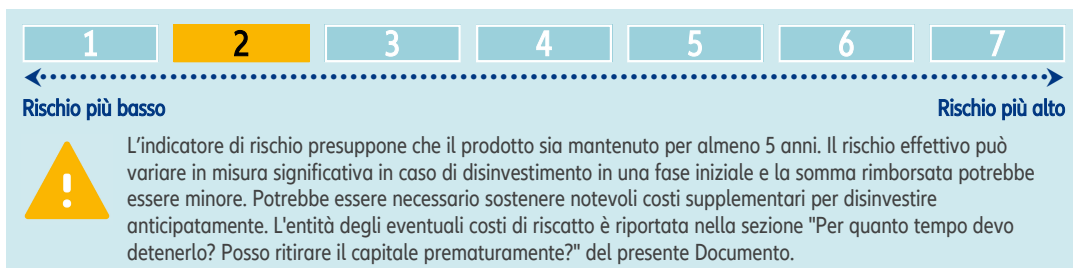 1 2 3 4 5 6 7
Rischio più basso Rischio più alto
L'indicatore di rischio presuppone che il prodotto sia mantenuto per almeno 5 anni. Il rischio effettivo può
variare in misura significativa in caso di disinvestimento in una fase iniziale e la somma rimborsata potrebbe
essere minore. Potrebbe essere necessario sostenere notevoli costi supplementari per disinvestire
anticipatamente. L'entità degli eventuali costi di riscatto è riportata nella sezione "Per quanto tempo devo
detenerlo? Posso ritirare il capitale prematuramente?" del presente Documento.